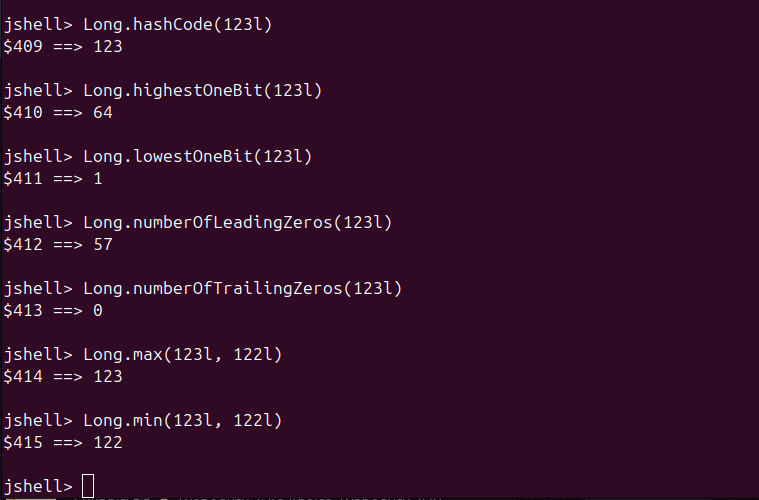 jshell> Long.hashCode(123l)
$409 ==> 123
jshell> Long.highestOneBit(123l)
$410 ==> 64
jshell> Long.lowestOneBit(123l)
$411 ==> 1
jshell> Long.numberOfLeadingZeros(123l)
$412 ==> 57
jshell> Long.numberOfTrailingZeros(123l)
$413 ==> 0
jshell> Long.max(123l, 122l)
$414 ==> 123
jshell> Long.min(123l, 122l)
$415 ==> 122
jshell>